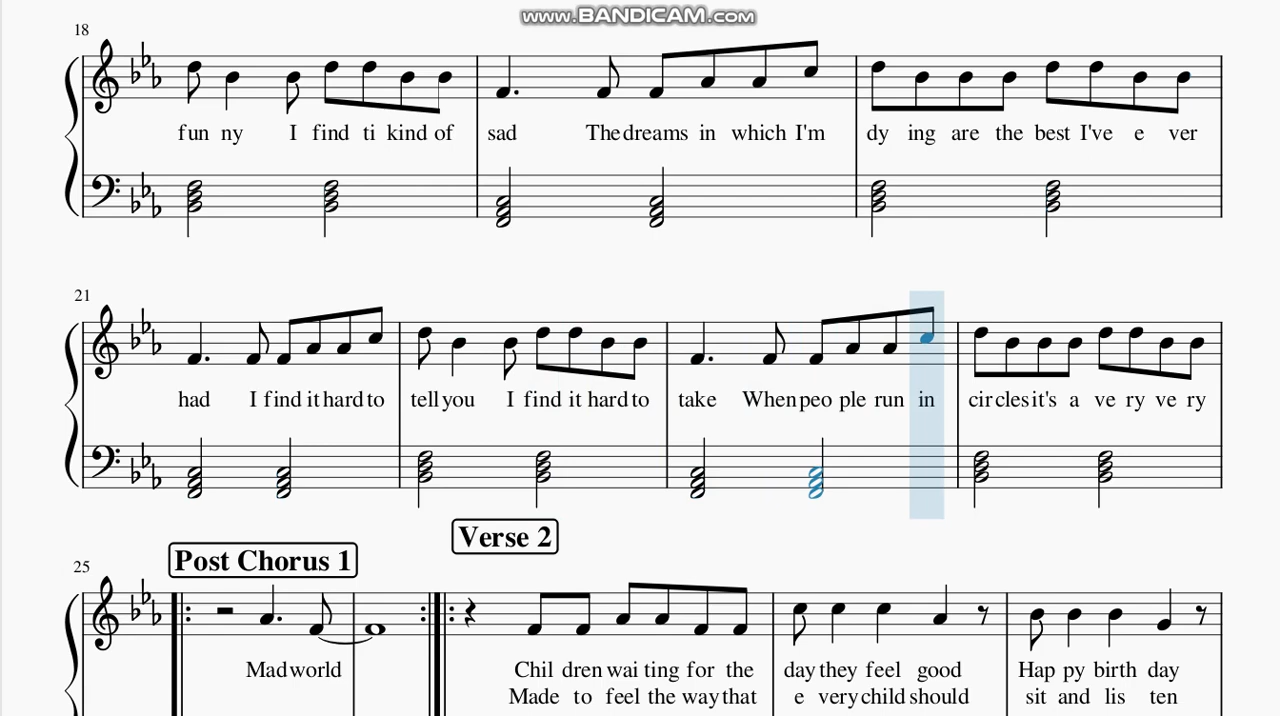 www.BANDICAM.com
18
fun ny I find ti kind of sad The dreams in which I'm dy ing are the best I've e ver
21
had I find it hard to tell you I find it hard to take When peo ple run in cir cles it's a ve ry ve ry
Post Chorus 1
Verse 2
25
Mad world Chil dren wai ting for the day they feel good Hap py birth day
Made to feel the way that e very child should sit and lis ten